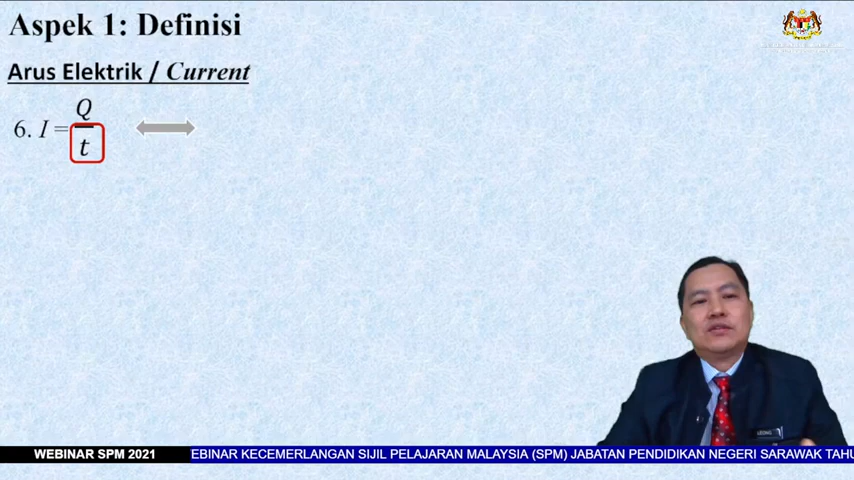 Aspek 1: Definisi
Arus Elektrik / Current
6. I = Q
t
WEBINAR SPM 2021 EBINAR KECEMERLANGAN SIJIL PELAJARAN MALAYSIA (SPM) JABATAN PENDIDIKAN NEGERI SARAWAK TAHU